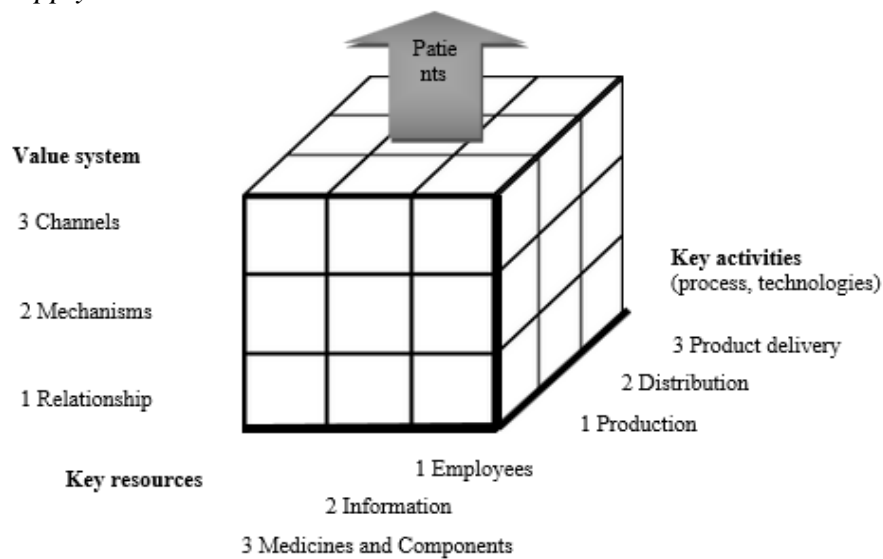 Patie
nts
Value system
3 Channels
2 Mechanisms
1 Relationship
Key activities
(process, technologies)
3 Product delivery
2 Distribution
1 Production
Key resources
1 Employees
2 Information
3 Medicines and Components